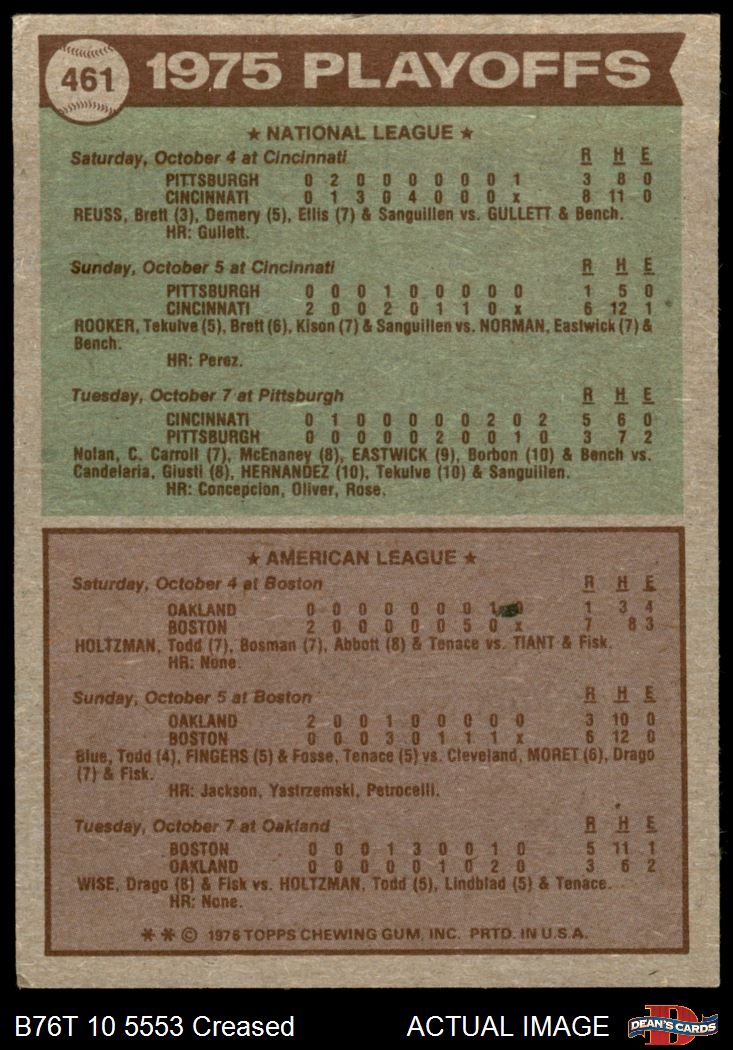 461 1975 PLAYOFFS
★ NATIONAL LEAGUE ★
Saturday, October 4 at Cincinnati R H E
PITTSBURGH 0 2 0 0 0 0 0 0 1 3 8 0
CINCINNATI 0 1 3 0 4 0 0 0 x 8 11 0
REUSS, Brett (3), Demery (5), Ellis (7) & Sanguillen vs. GULLETT & Bench.
HR: Gullett.
Sunday, October 5 at Cincinnati R H E
PITTSBURGH 0 0 0 1 0 0 0 0 0 1 5 0
CINCINNATI 2 0 0 2 0 1 1 0 x 6 12 1
ROOKER, Tekulve (5), Brett (6), Kison (7) & Sanguillen vs. NORMAN, Eastwick (7) &
Bench.
HR: Perez.
Tuesday, October 7 at Pittsburgh R H E
CINCINNATI 0 1 0 0 0 0 0 2 0 2 5 6 0
PITTSBURGH 0 0 0 0 0 2 0 0 1 0 3 7 2
Nolan, C. Carroll (7), McEnaney (8), EASTWICK (9), Borbon (10) & Bench vs.
Candelaria, Giusti (8), HERNANDEZ (10), Tekulve (10) & Sanguillen.
HR: Concepcion, Oliver, Rose.
★ AMERICAN LEAGUE ★
Saturday, October 4 at Boston R H E
OAKLAND 0 0 0 0 0 0 0 1 0 1 3 4
BOSTON 2 0 0 0 0 0 5 0 x 7 8 3
HOLTZMAN, Todd (7), Bosman (7), Abbott (8) & Tenace vs. TIANT & Fisk.
HR: None.
Sunday, October 5 at Boston R H E
OAKLAND 2 0 0 1 0 0 0 0 0 3 10 0
BOSTON 0 0 0 3 0 1 1 1 x 6 12 0
Blue, Todd (4), FINGERS (5) & Fosse, Tenace (5) vs. Cleveland, MORET (6), Drago
(7) & Fisk.
HR: Jackson, Yastrzemski, Petrocelli.
Tuesday, October 7 at Oakland R H E
BOSTON 0 0 0 1 3 0 0 1 0 5 11 1
OAKLAND 0 0 0 0 0 1 0 2 0 3 6 2
WISE, Drago (8) & Fisk vs. HOLTZMAN, Todd (5), Lindblad (5) & Tenace.
HR: None.
* * © 1976 TOPPS CHEWING GUM, INC. PRTD. IN U.S.A.
B76T 10 5553 Creased ACTUAL IMAGE D DEAN'S CARDS